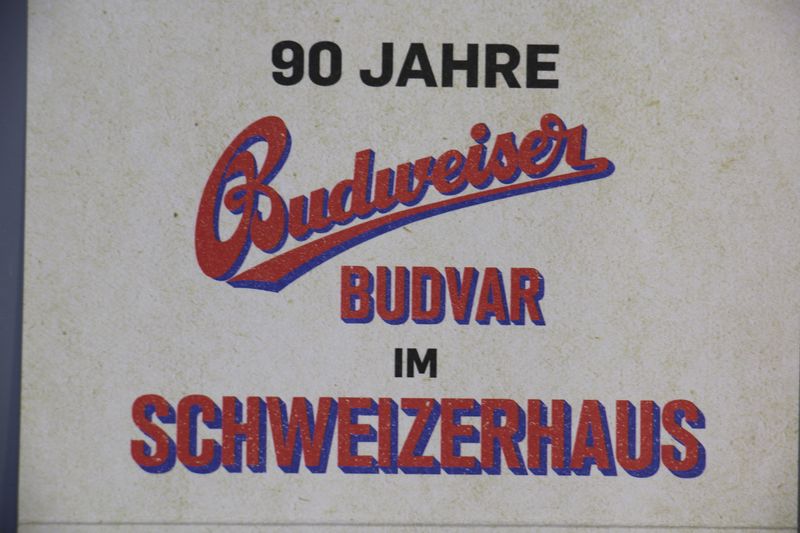 90 JAHRE
Budweiser
BUDVAR
IM
SCHWEIZERHAUS